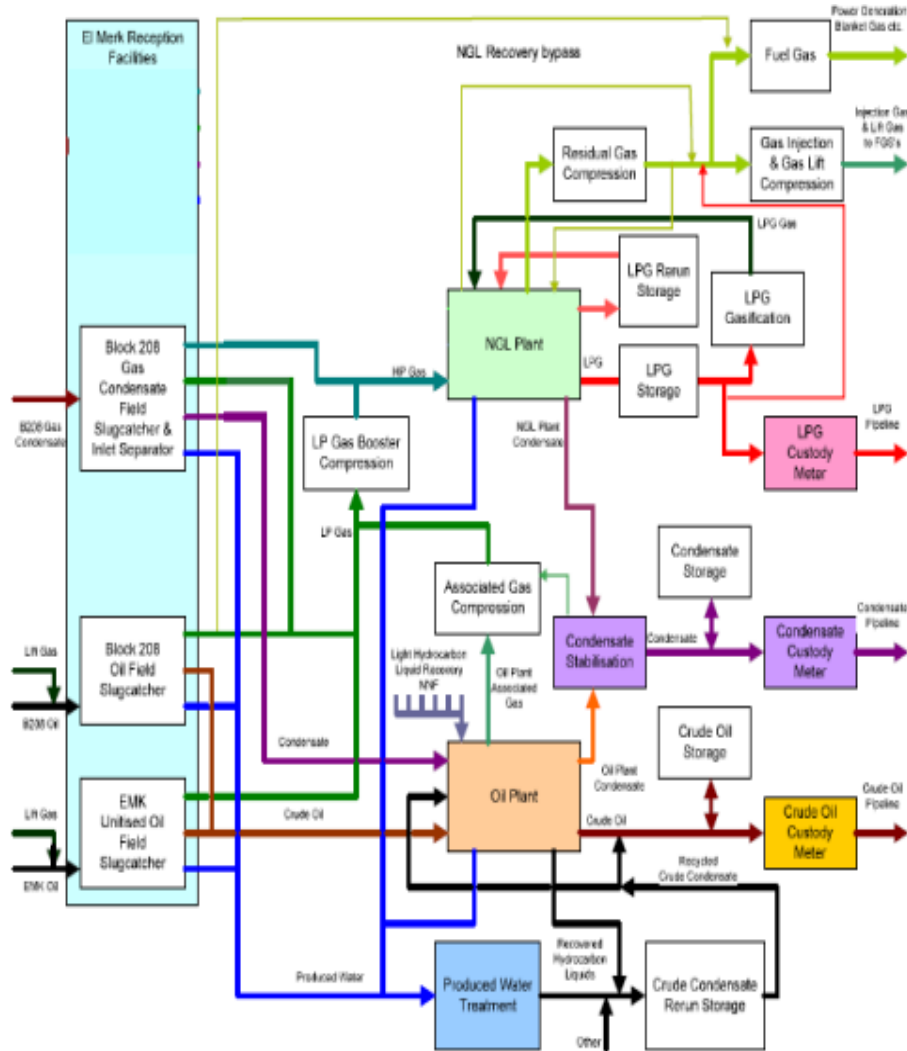 El Merk Reception
Facilities
NGL Recovery bypass
Power Generation
Blanket Gas etc.
Fuel Gas
Injection Gas
& Lift Gas
to FGS's
Residual Gas
Compression
Gas Injection
& Gas Lift
Compression
LPG Gas
LPG Rerun
Storage
LPG
Gasification
Block 208
Gas
Condensate
Field
Slugcatcher &
Inlet Separator
B208 Gas
Condensate
HP Gas
NGL Plant
LPG
LPG
Storage
LPG
Pipeline
LPG
Custody
Meter
LP Gas Booster
Compression
NGL Plant
Condensate
LP Gas
Associated Gas
Compression
Condensate
Storage
Condensate
Pipeline
Condensate
Stabilisation
Condensate
Condensate
Custody
Meter
Lift Gas
B208 Oil
Block 208
Oil Field
Slugcatcher
Light Hydrocarbon
Liquid Recovery
NNF
Oil Plant
Associated
Gas
Condensate
Oil Plant
Condensate
Crude Oil
Storage
Crude Oil
Pipeline
Lift Gas
EMK Oil
EMK
Unitised Oil
Field
Slugcatcher
Crude Oil
Oil Plant
Crude Oil
Crude Oil
Custody
Meter
Recycled
Crude Condensate
Produced Water
Produced Water
Treatment
Recovered
Hydrocarbon
Liquids
Crude Condensate
Rerun Storage
Other